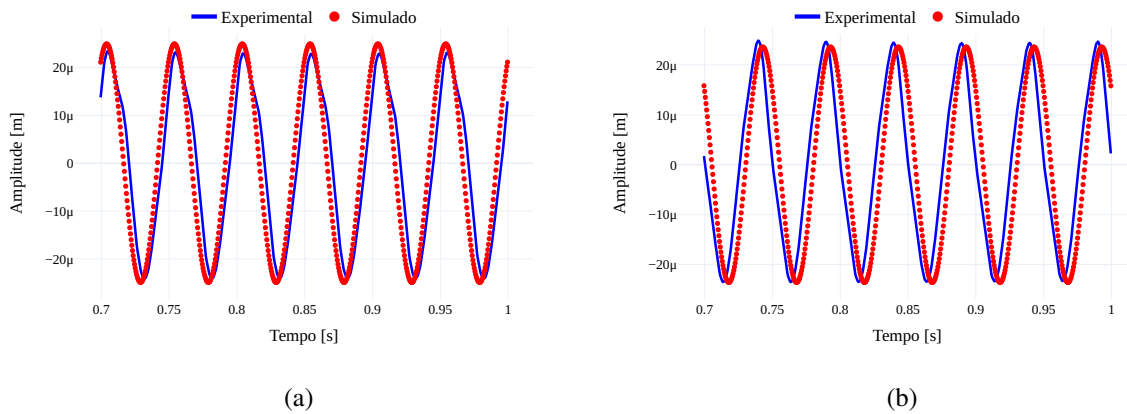 Experimental Simulado
20μ
10μ
0
−10μ
−20μ
Amplitude [m]
0.7 0.75 0.8 0.85 0.9 0.95 1
Tempo [s]
(a)
Experimental Simulado
20μ
10μ
0
−10μ
−20μ
Amplitude [m]
0.7 0.75 0.8 0.85 0.9 0.95 1
Tempo [s]
(b)